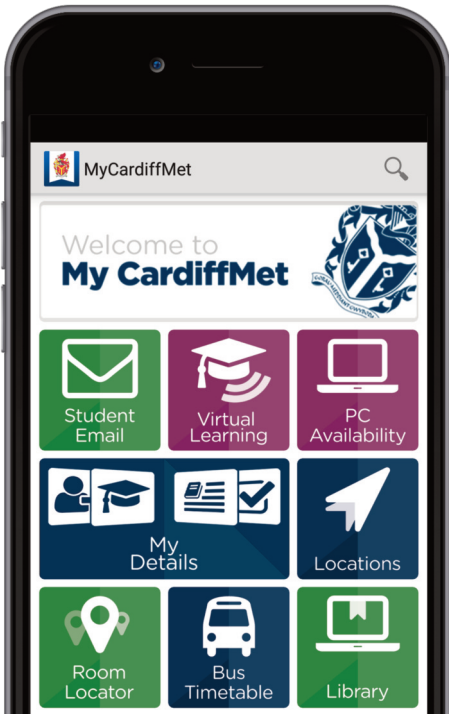 MyCardiffMet
Welcome to
My CardiffMet
Student
Email
Virtual
Learning
PC
Availability
My
Details
Locations
Room
Locator
Bus
Timetable
Library